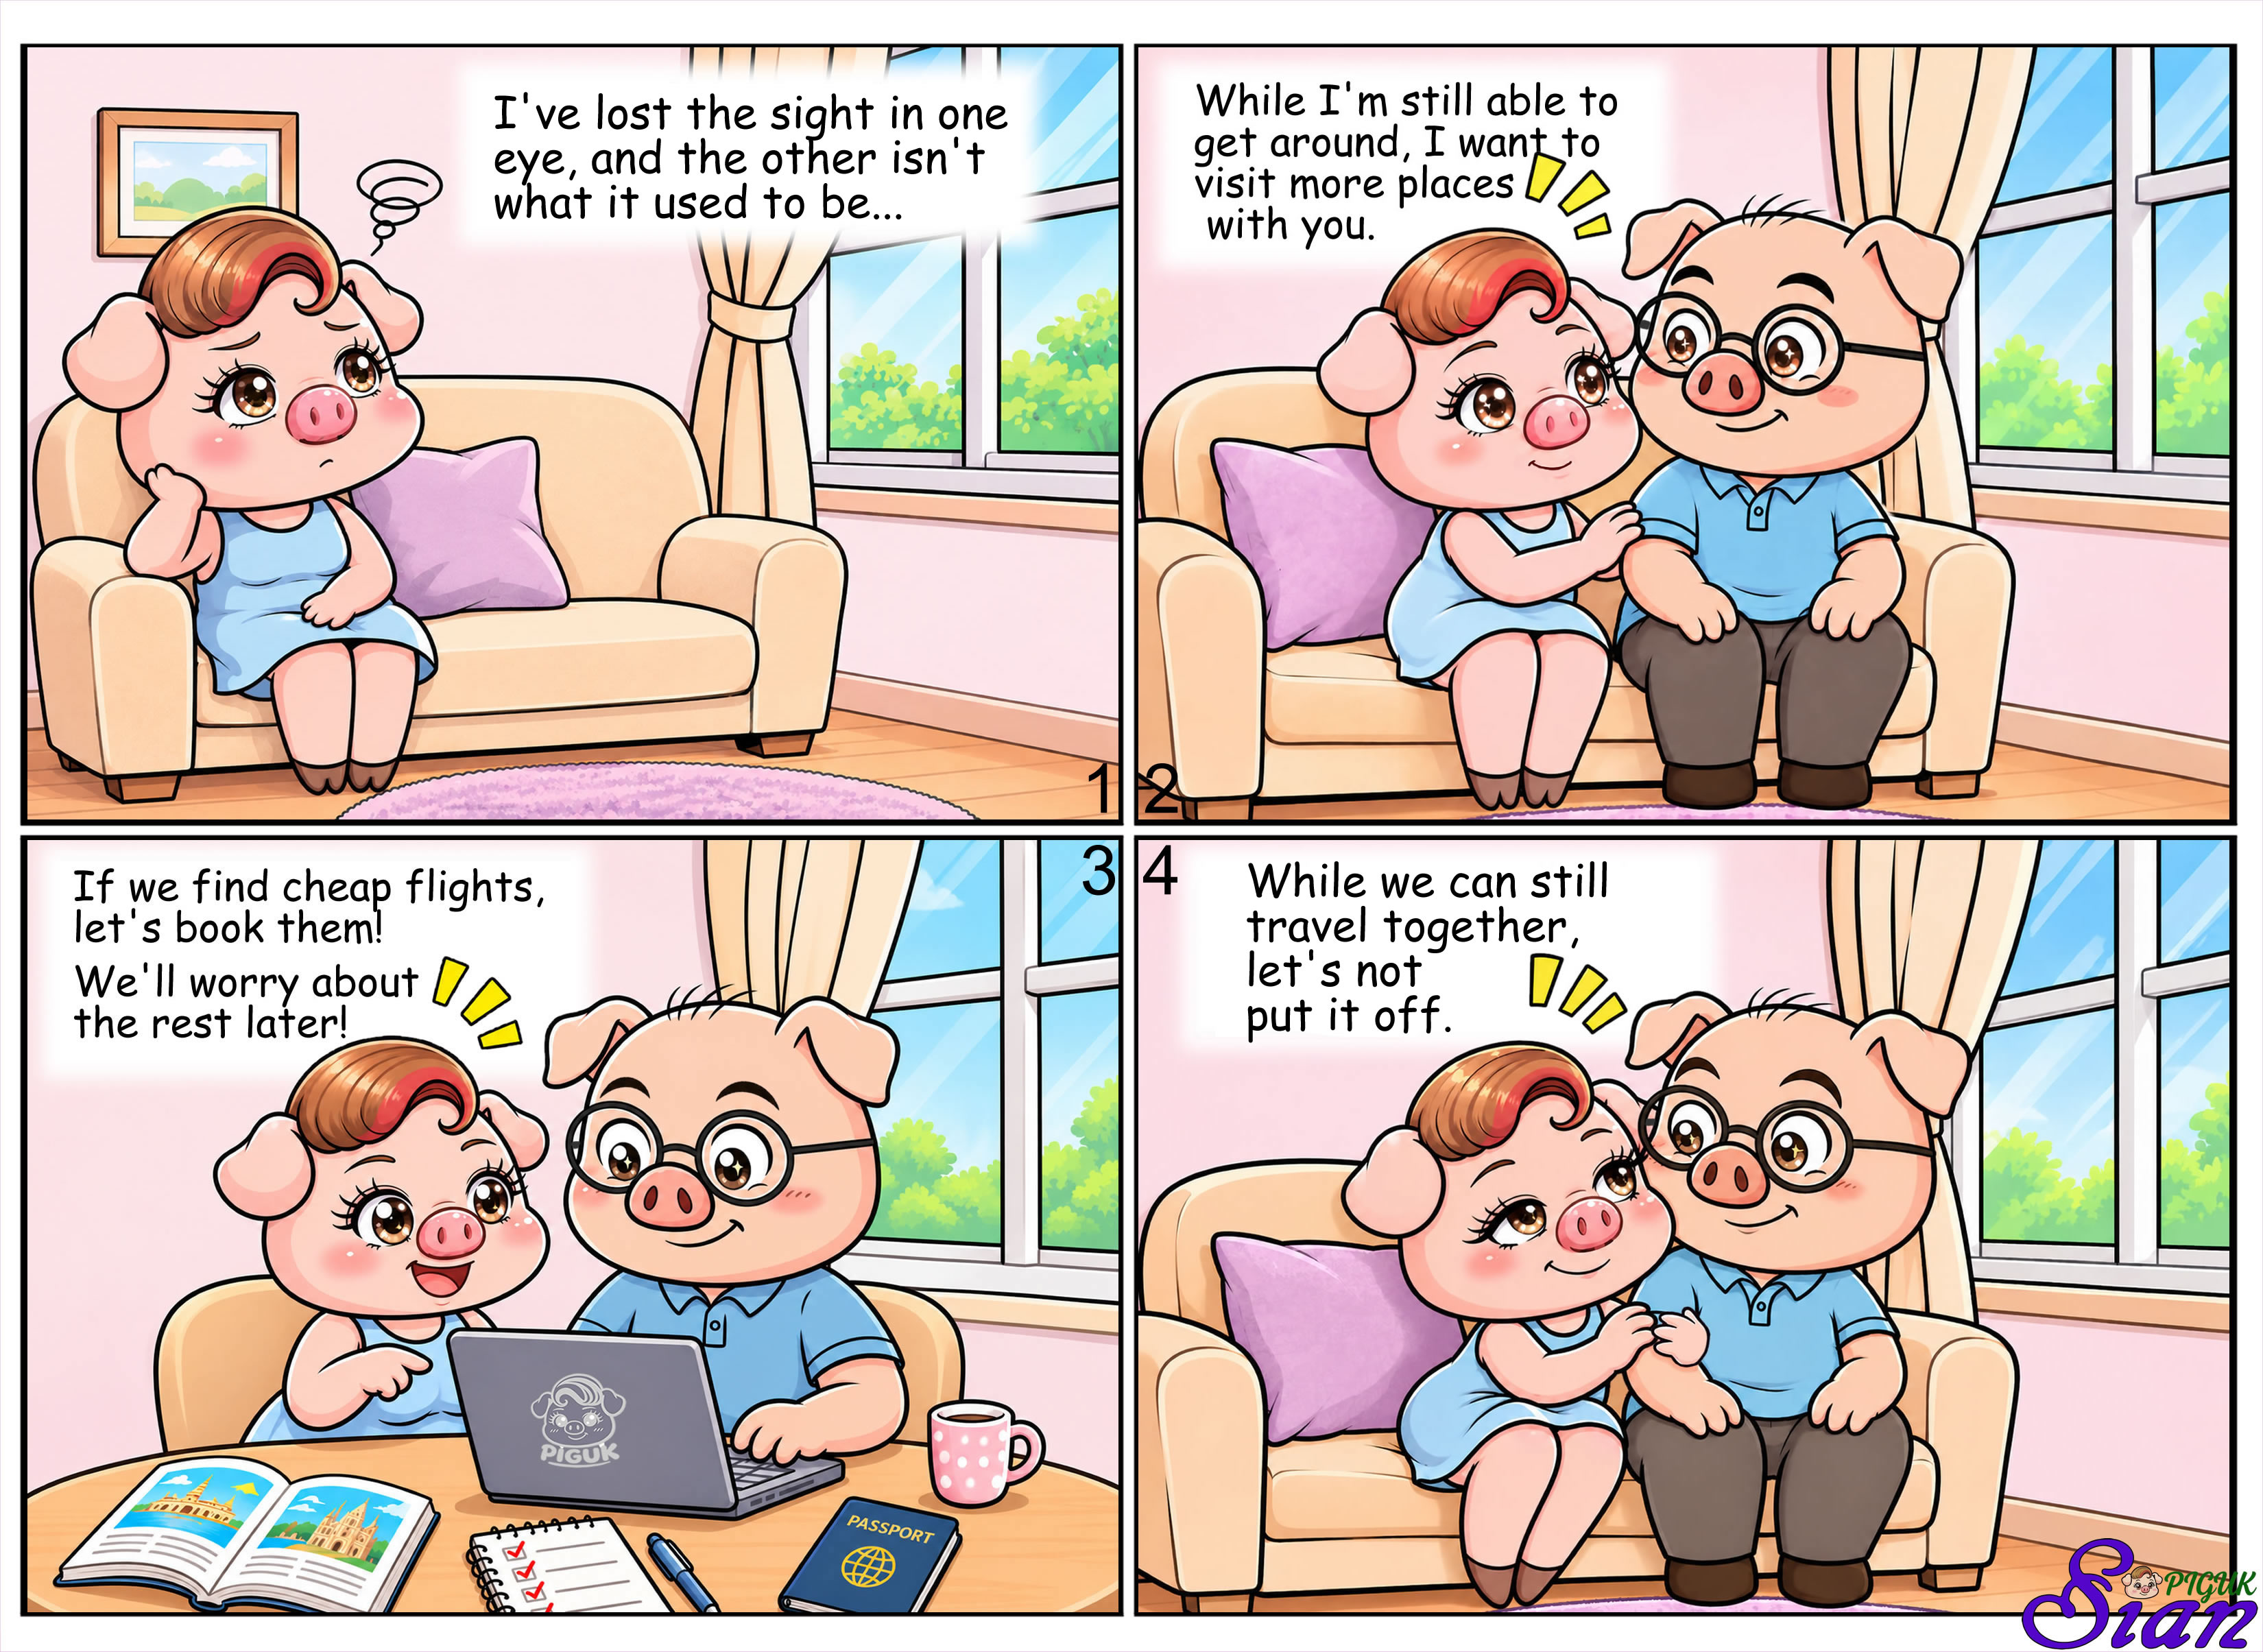 I've lost the sight in one
eye, and the other isn't
what it used to be...
1
While I'm still able to
get around, I want to
visit more places
with you.
2
If we find cheap flights,
let's book them!
We'll worry about
the rest later!
3
PIGUK
PASSPORT
4
While we can still
travel together,
let's not
put it off.
PIGUK
Sian